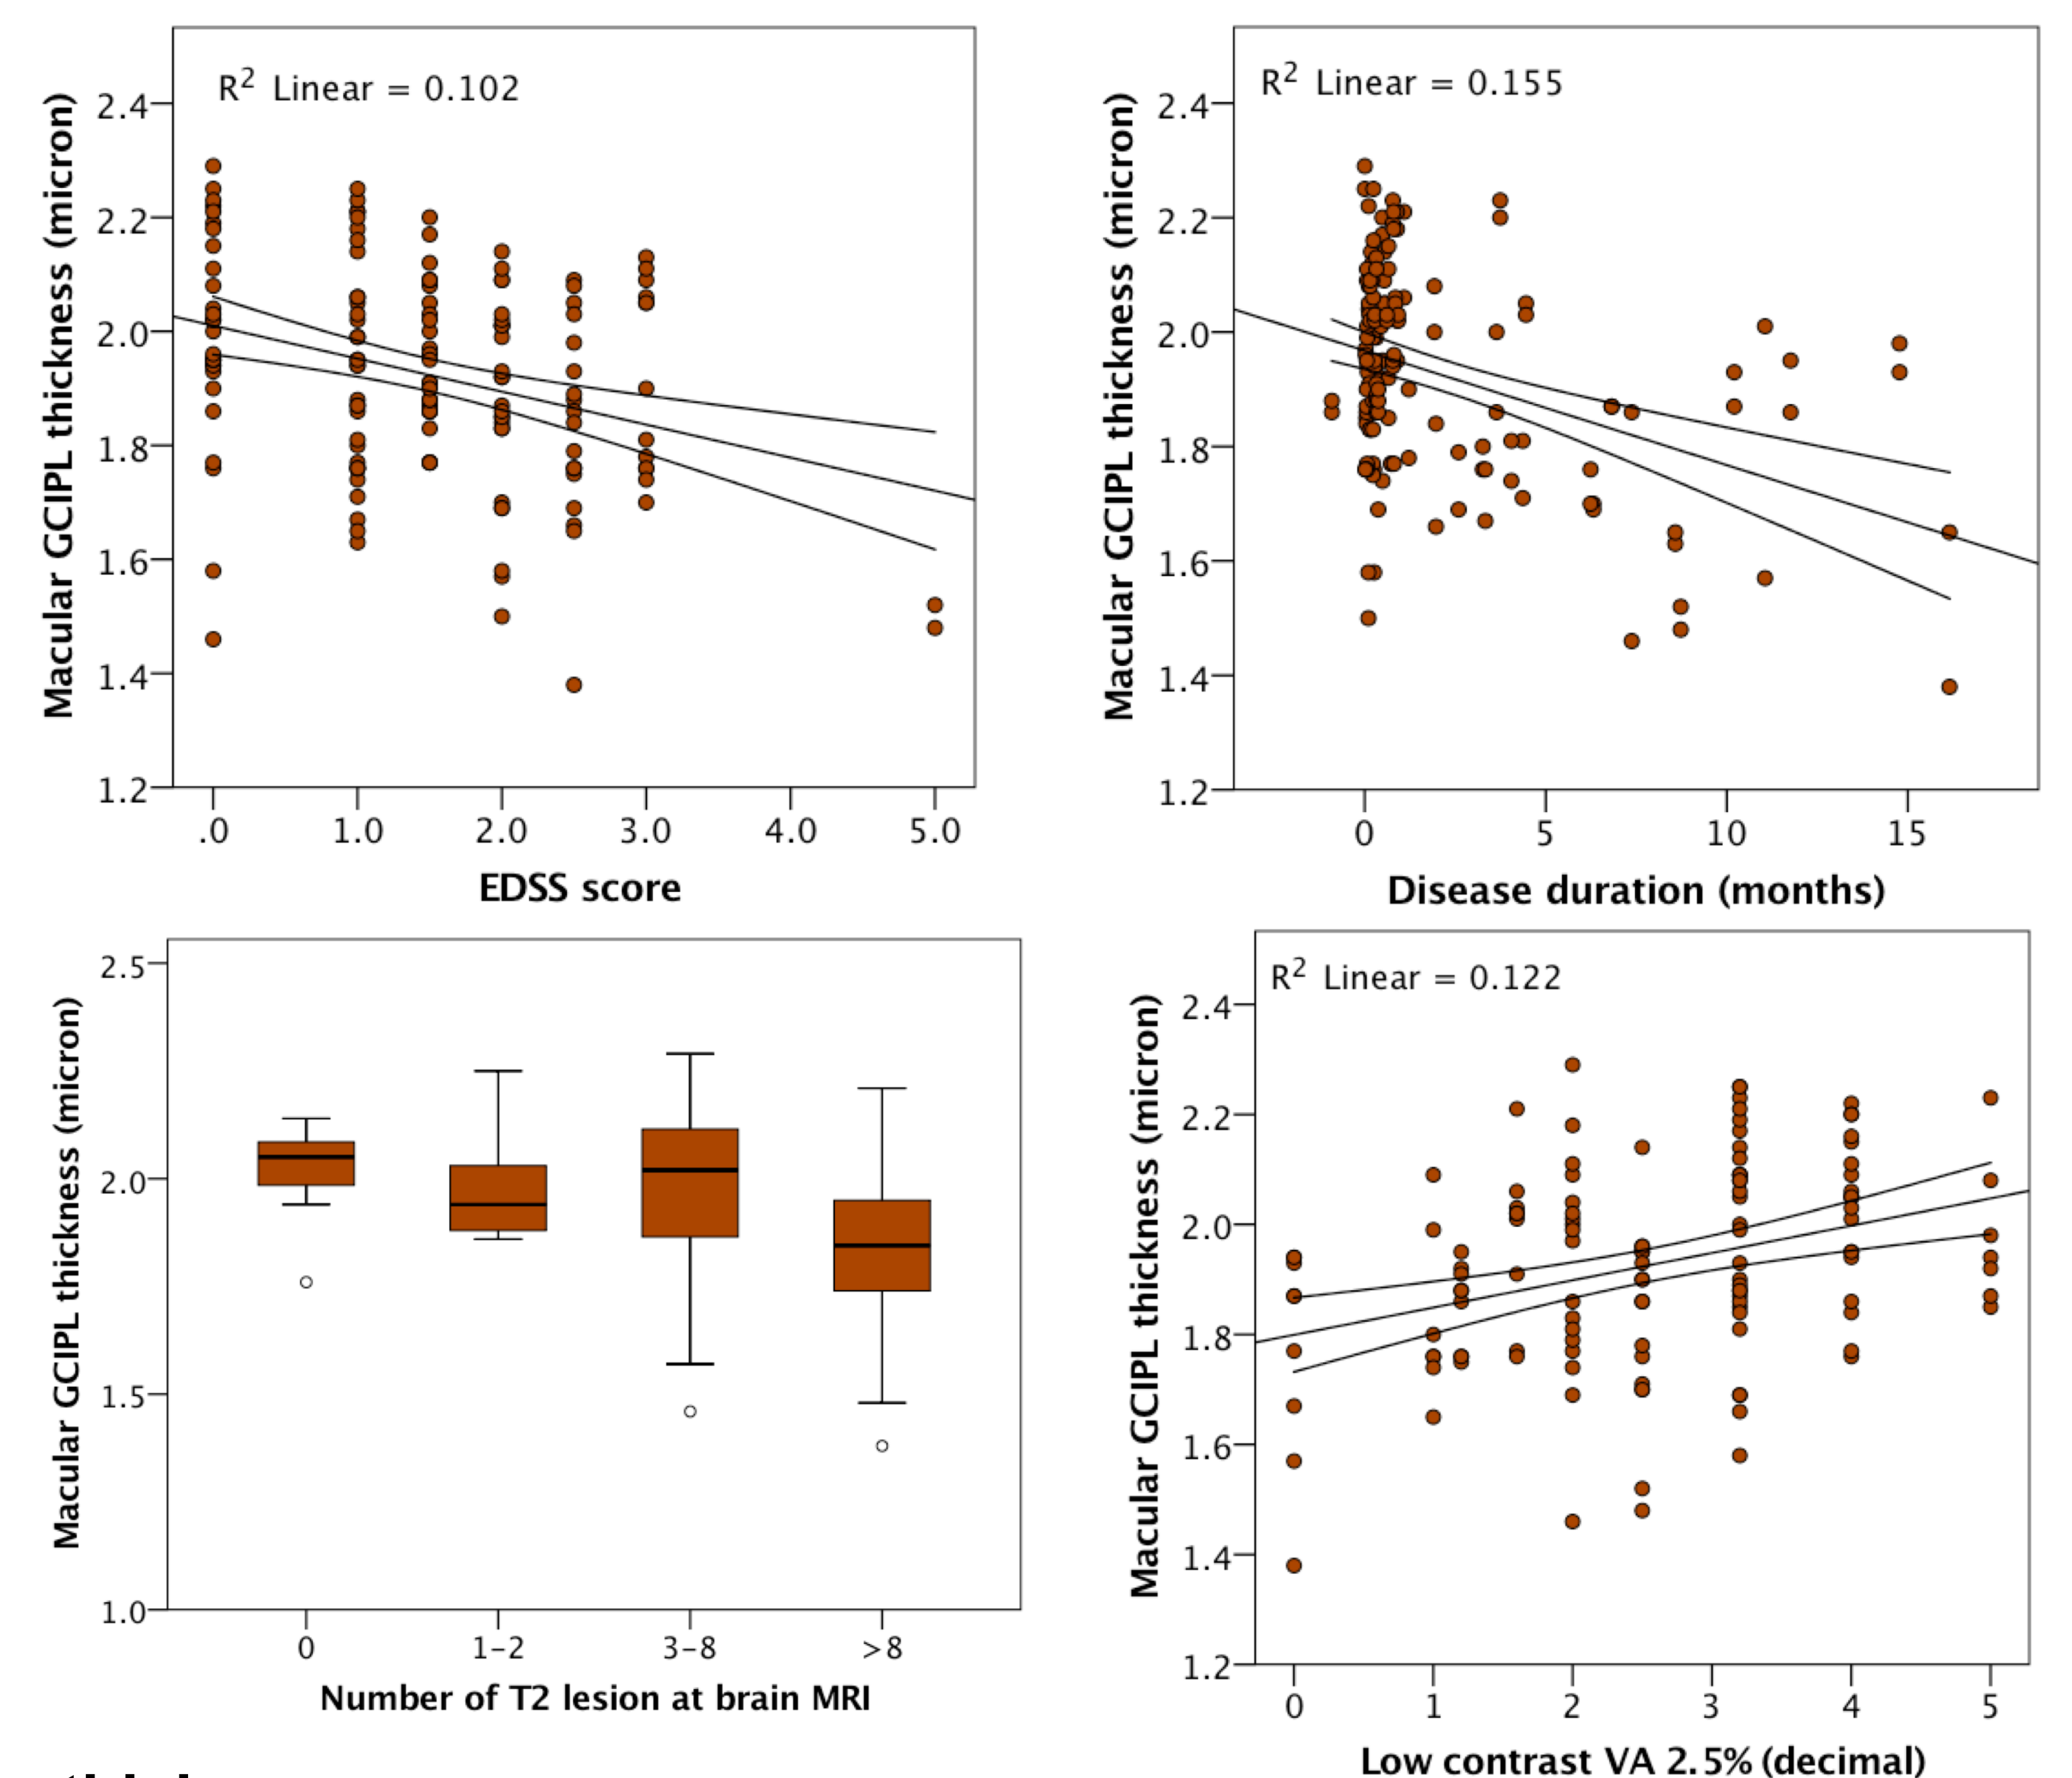 R² Linear = 0.102
Macular GCIPL thickness (micron)
2.4
2.2
2.0
1.8
1.6
1.4
1.2
.0 1.0 2.0 3.0 4.0 5.0
EDSS score
R² Linear = 0.155
Macular GCIPL thickness (micron)
2.4
2.2
2.0
1.8
1.6
1.4
1.2
0 5 10 15
Disease duration (months)
Macular GCIPL thickness (micron)
2.5
2.0
1.5
1.0
0 1-2 3-8 >8
Number of T2 lesion at brain MRI
R² Linear = 0.122
Macular GCIPL thickness (micron)
2.4
2.2
2.0
1.8
1.6
1.4
1.2
0 1 2 3 4 5
Low contrast VA 2.5% (decimal)